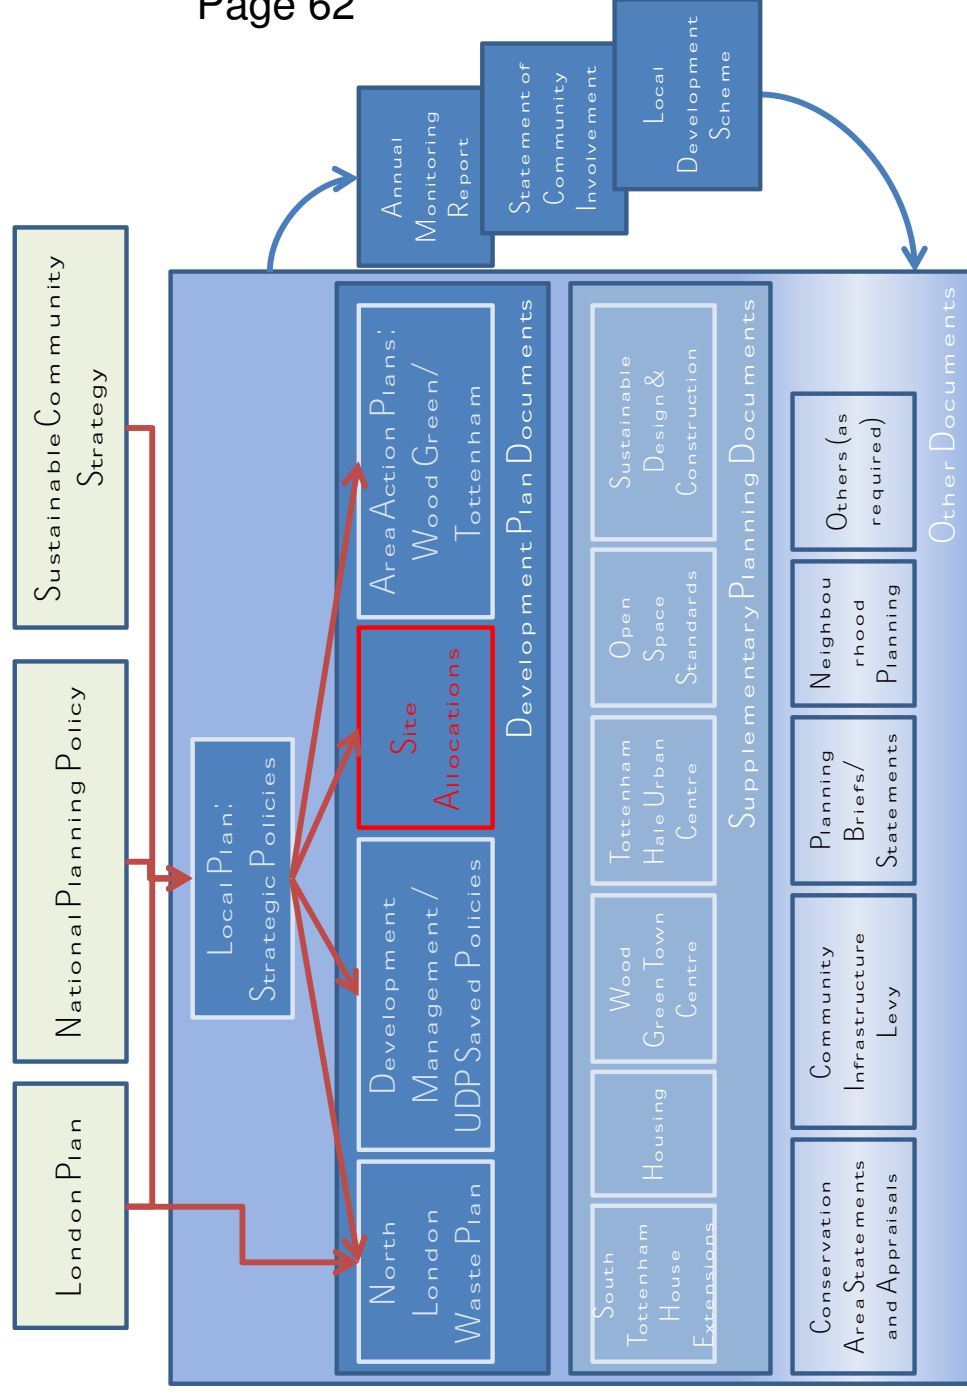 Page 62
London Plan
National Planning Policy
Sustainable Community
Strategy
Local Plan:
Strategic Policies
North
London
Waste Plan
Development
Management /
UDP Saved Policies
Site
Allocations
Area Action Plans:
Wood Green/
Tottenham
Development Plan Documents
South
Tottenham
House
Extensions
Housing
Wood
Green Town
Centre
Tottenham
Hale Urban
Centre
Open
Space
Standards
Sustainable
Design &
Construction
Supplementary Planning Documents
Conservation
Area Statements
and Appraisals
Community
Infrastructure
Levy
Planning
Briefs/
Statements
Neighbou
rhood
Planning
Others (as
required)
Other Documents
Annual
Monitoring
Report
Statement of
Community
Involvement
Local
Development
Scheme